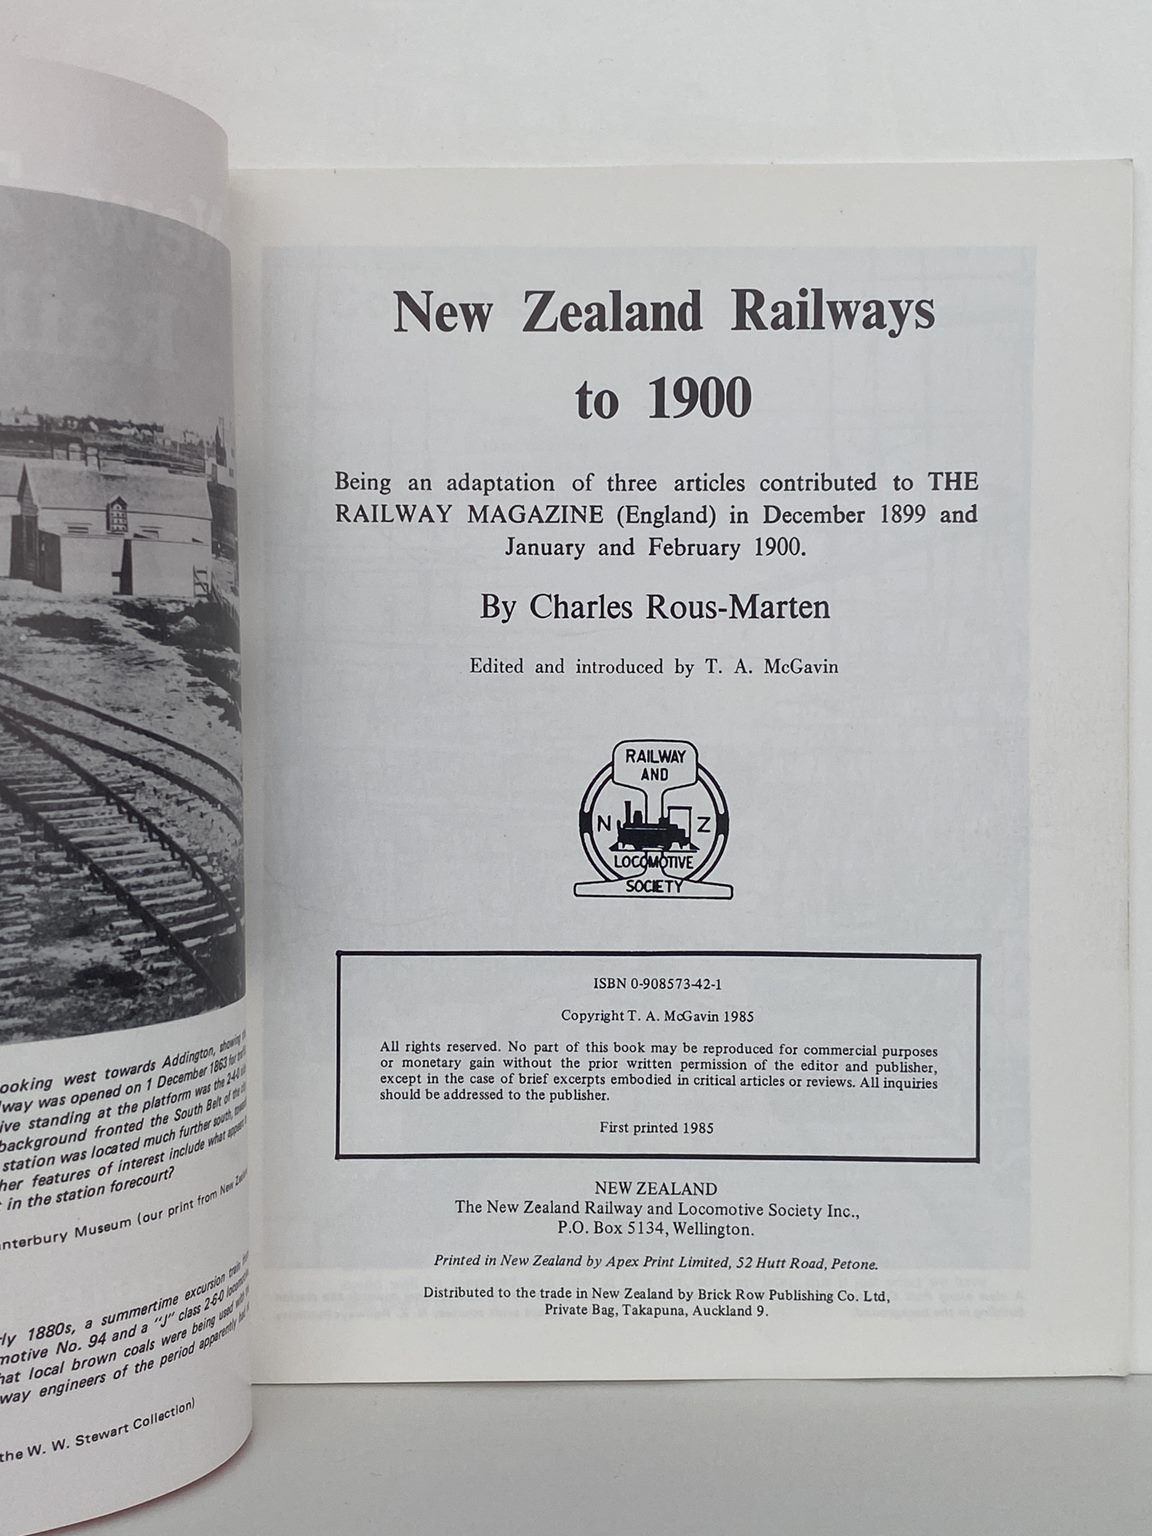 ooking west towards Addington, showing
way was opened on 1 December 1863 for
ive standing at the platform was the 2-4-0
background fronted the South Belt of the
station was located much further south,
her features of interest include what appears
in the station forecourt?
nterbury Museum (our print from New
rly 1880s, a summertime excursion train
motive No. 94 and a "J" class 2-6-0
hat local brown coals were being used
way engineers of the period apparently
the W. W. Stewart Collection)
New Zealand Railways
to 1900
Being an adaptation of three articles contributed to THE
RAILWAY MAGAZINE (England) in December 1899 and
January and February 1900.
By Charles Rous-Marten
Edited and introduced by T. A. McGavin
RAILWAY
AND
N Z
LOCOMOTIVE
SOCIETY
ISBN 0-908573-42-1
Copyright T. A. McGavin 1985
All rights reserved. No part of this book may be reproduced for commercial purposes
or monetary gain without the prior written permission of the editor and publisher,
except in the case of brief excerpts embodied in critical articles or reviews. All inquiries
should be addressed to the publisher.
First printed 1985
NEW ZEALAND
The New Zealand Railway and Locomotive Society Inc.,
P.O. Box 5134, Wellington.
Printed in New Zealand by Apex Print Limited, 52 Hutt Road, Petone.
Distributed to the trade in New Zealand by Brick Row Publishing Co. Ltd,
Private Bag, Takapuna, Auckland 9.